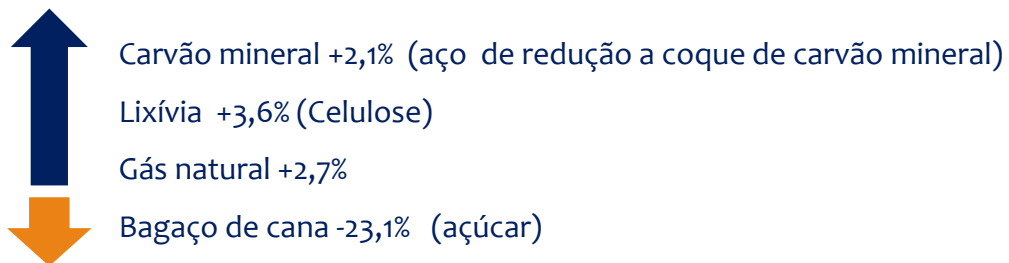 Carvão mineral +2,1% (aço de redução a coque de carvão mineral)
Lixívia +3,6% (Celulose)
Gás natural +2,7%
Bagaço de cana -23,1% (açúcar)